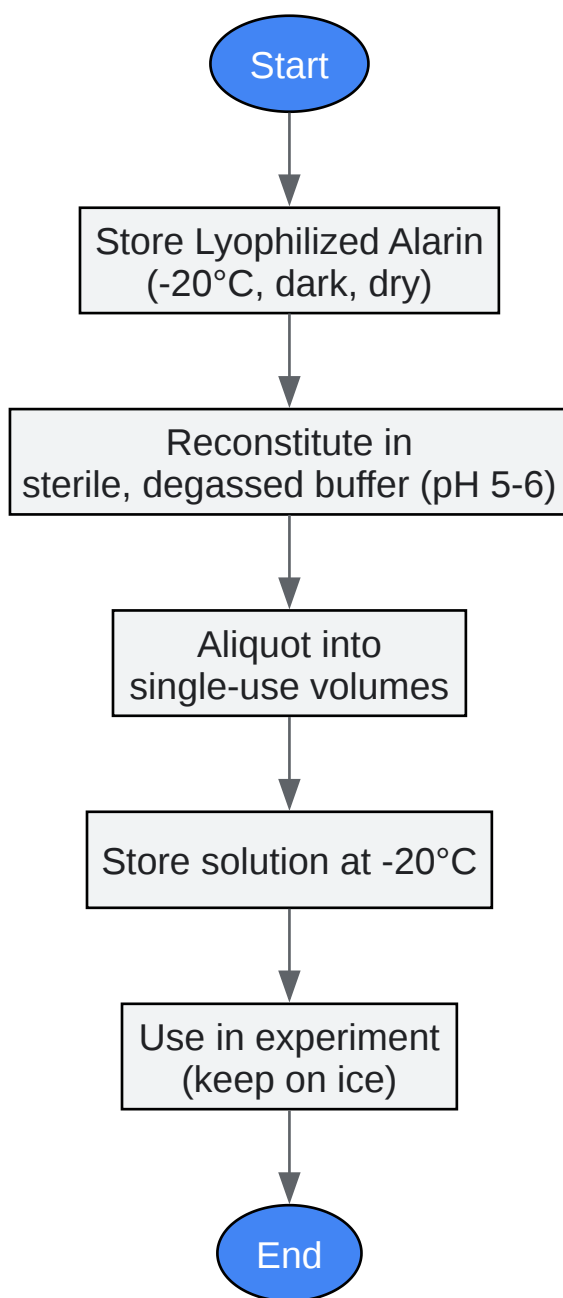 Start
Store Lyophilized Alarin
(-20°C, dark, dry)
Reconstitute in
sterile, degassed buffer (pH 5-6)
Aliquot into
single-use volumes
Store solution at -20°C
Use in experiment
(keep on ice)
End